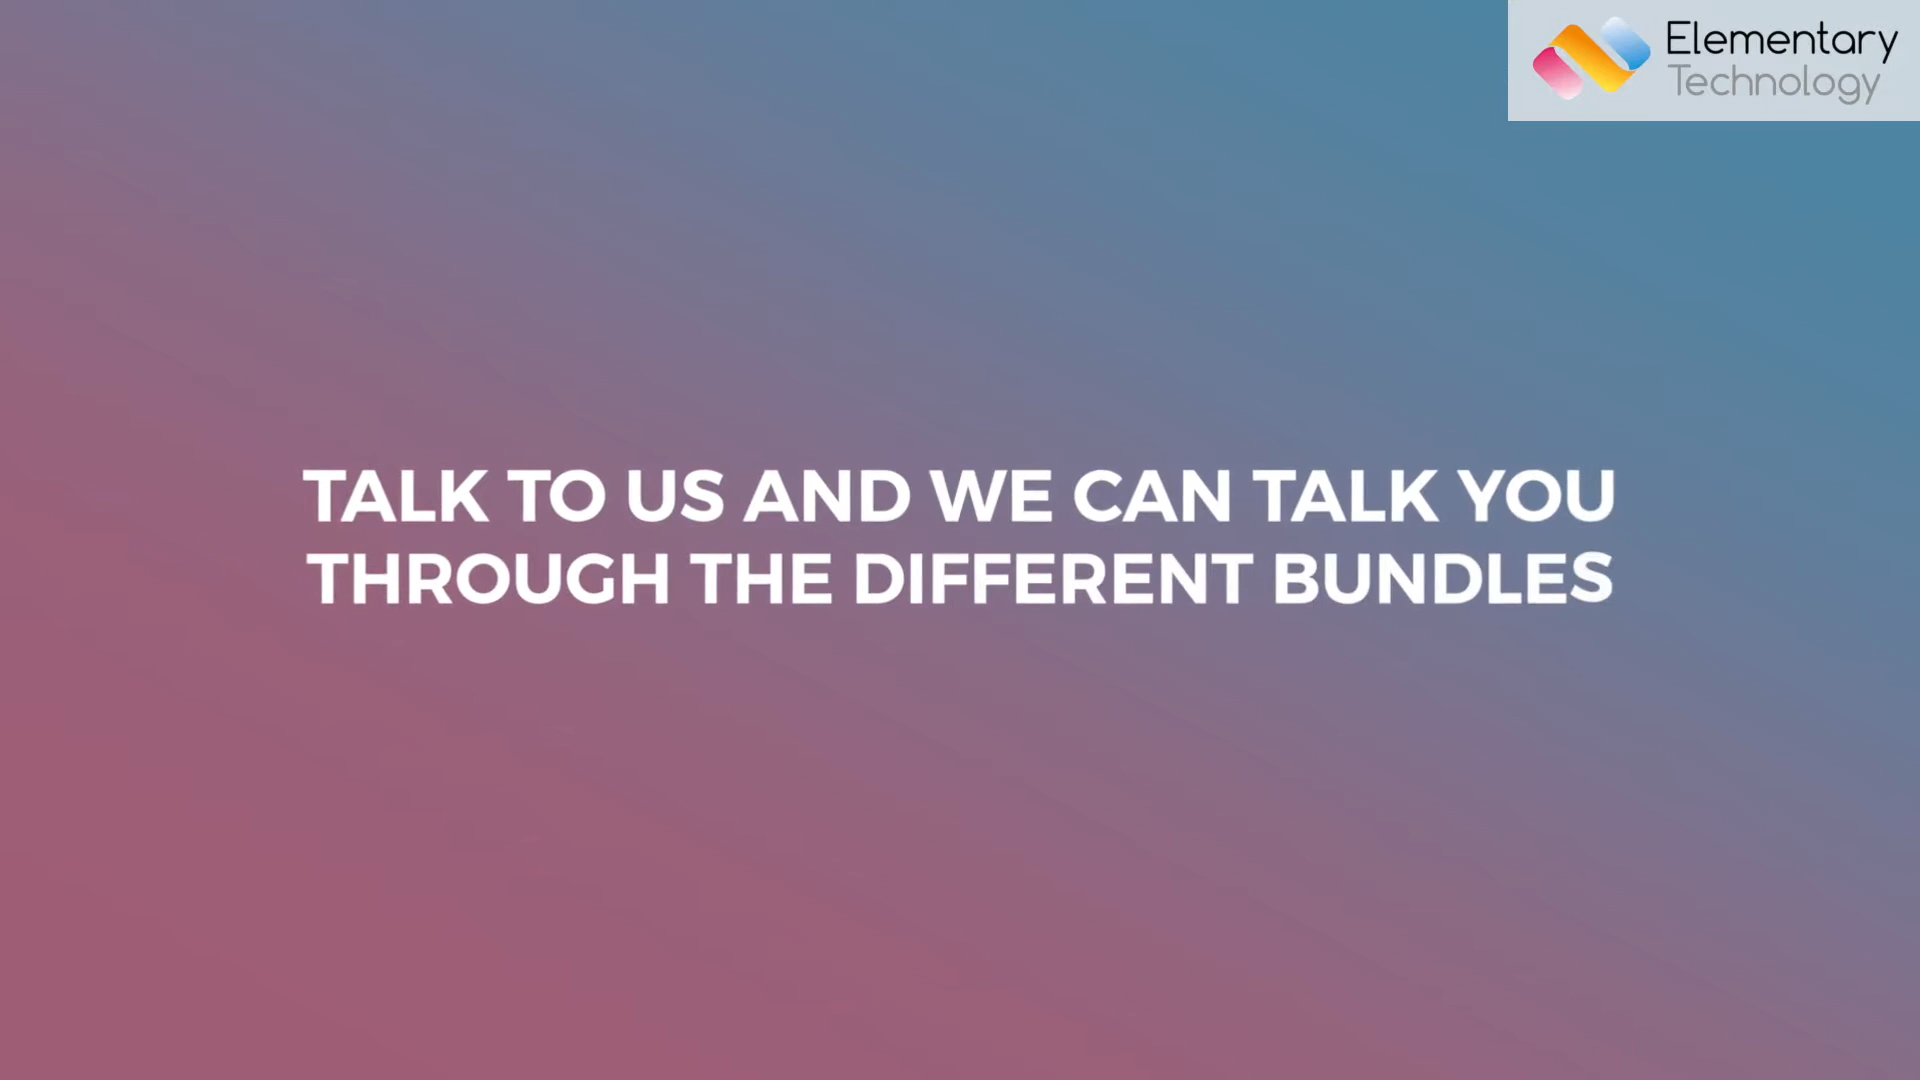 Elementary
Technology
TALK TO US AND WE CAN TALK YOU
THROUGH THE DIFFERENT BUNDLES